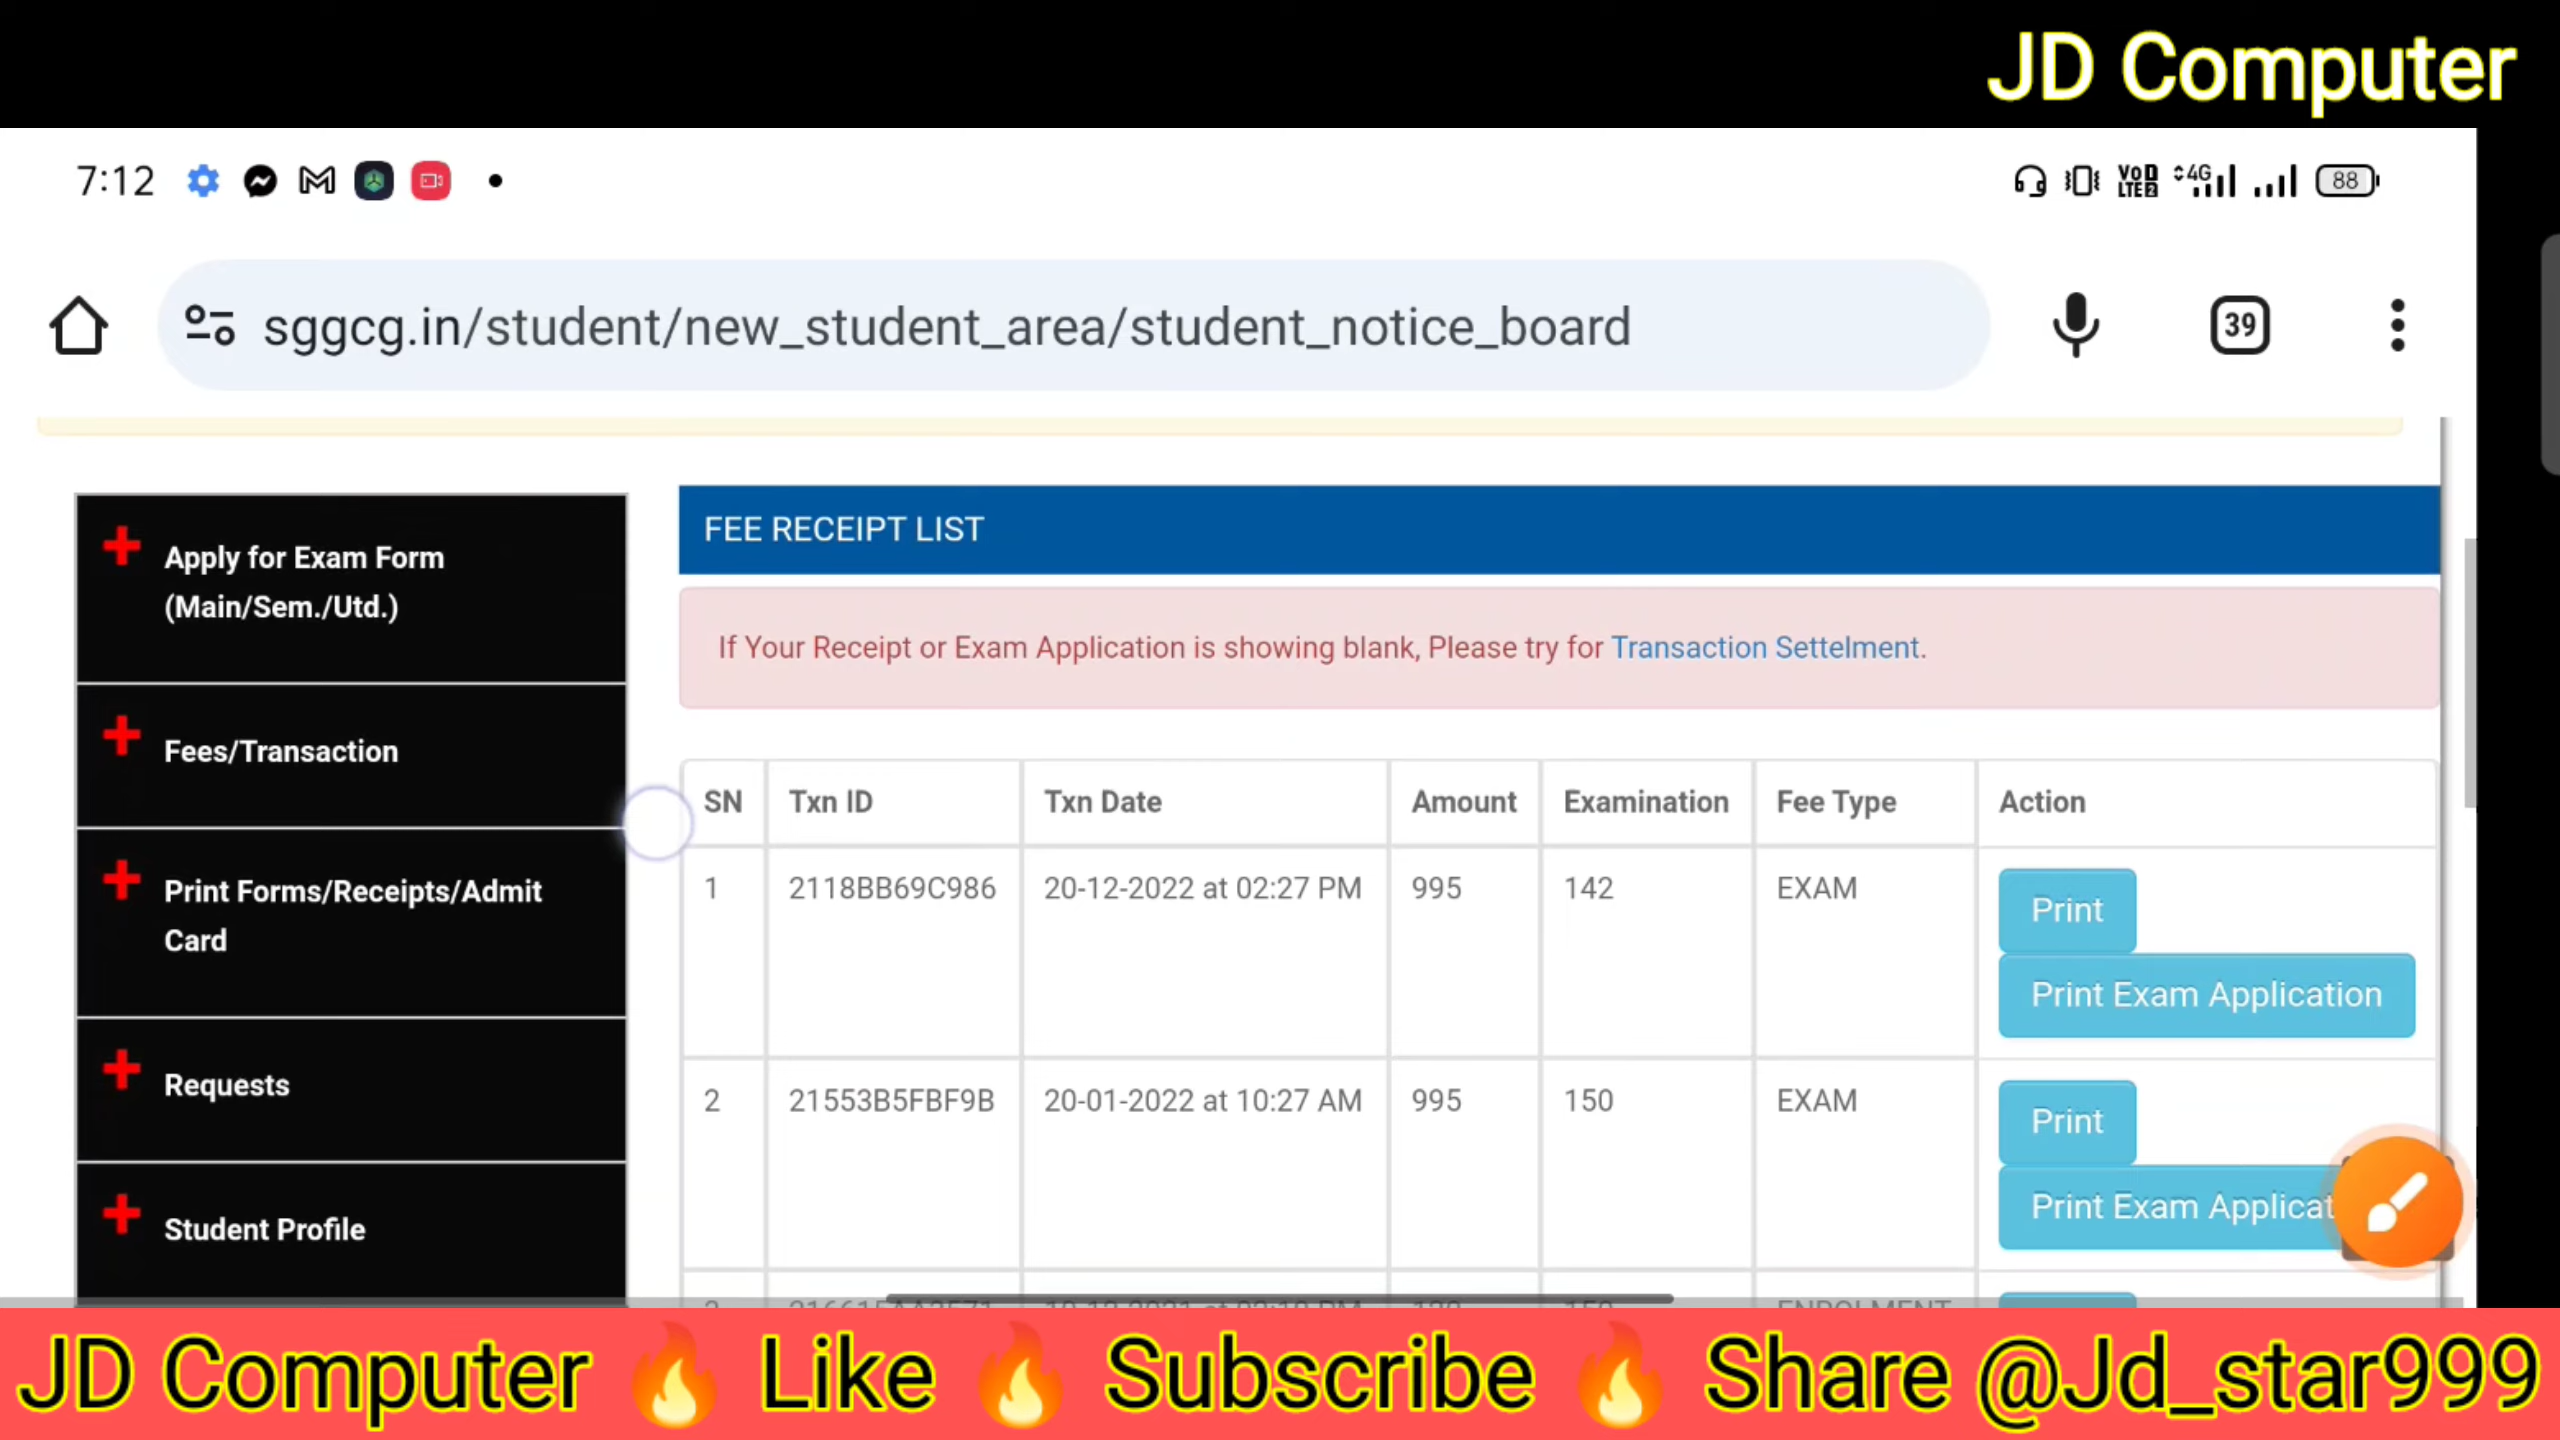 JD Computer
7:12
VoD LTE2 4G 88
sggcg.in/student/new_student_area/student_notice_board
39
Apply for Exam Form
(Main/Sem./Utd.)
Fees/Transaction
Print Forms/Receipts/Admit
Card
Requests
Student Profile
FEE RECEIPT LIST
If Your Receipt or Exam Application is showing blank, Please try for Transaction Settelment.
SN Txn ID Txn Date Amount Examination Fee Type Action
1 2118BB69C986 20-12-2022 at 02:27 PM 995 142 EXAM Print
Print Exam Application
2 21553B5FBF9B 20-01-2022 at 10:27 AM 995 150 EXAM Print
Print Exam Applicat
ENROLMENT
JD Computer 🔥 Like 🔥 Subscribe 🔥 Share @Jd_star999